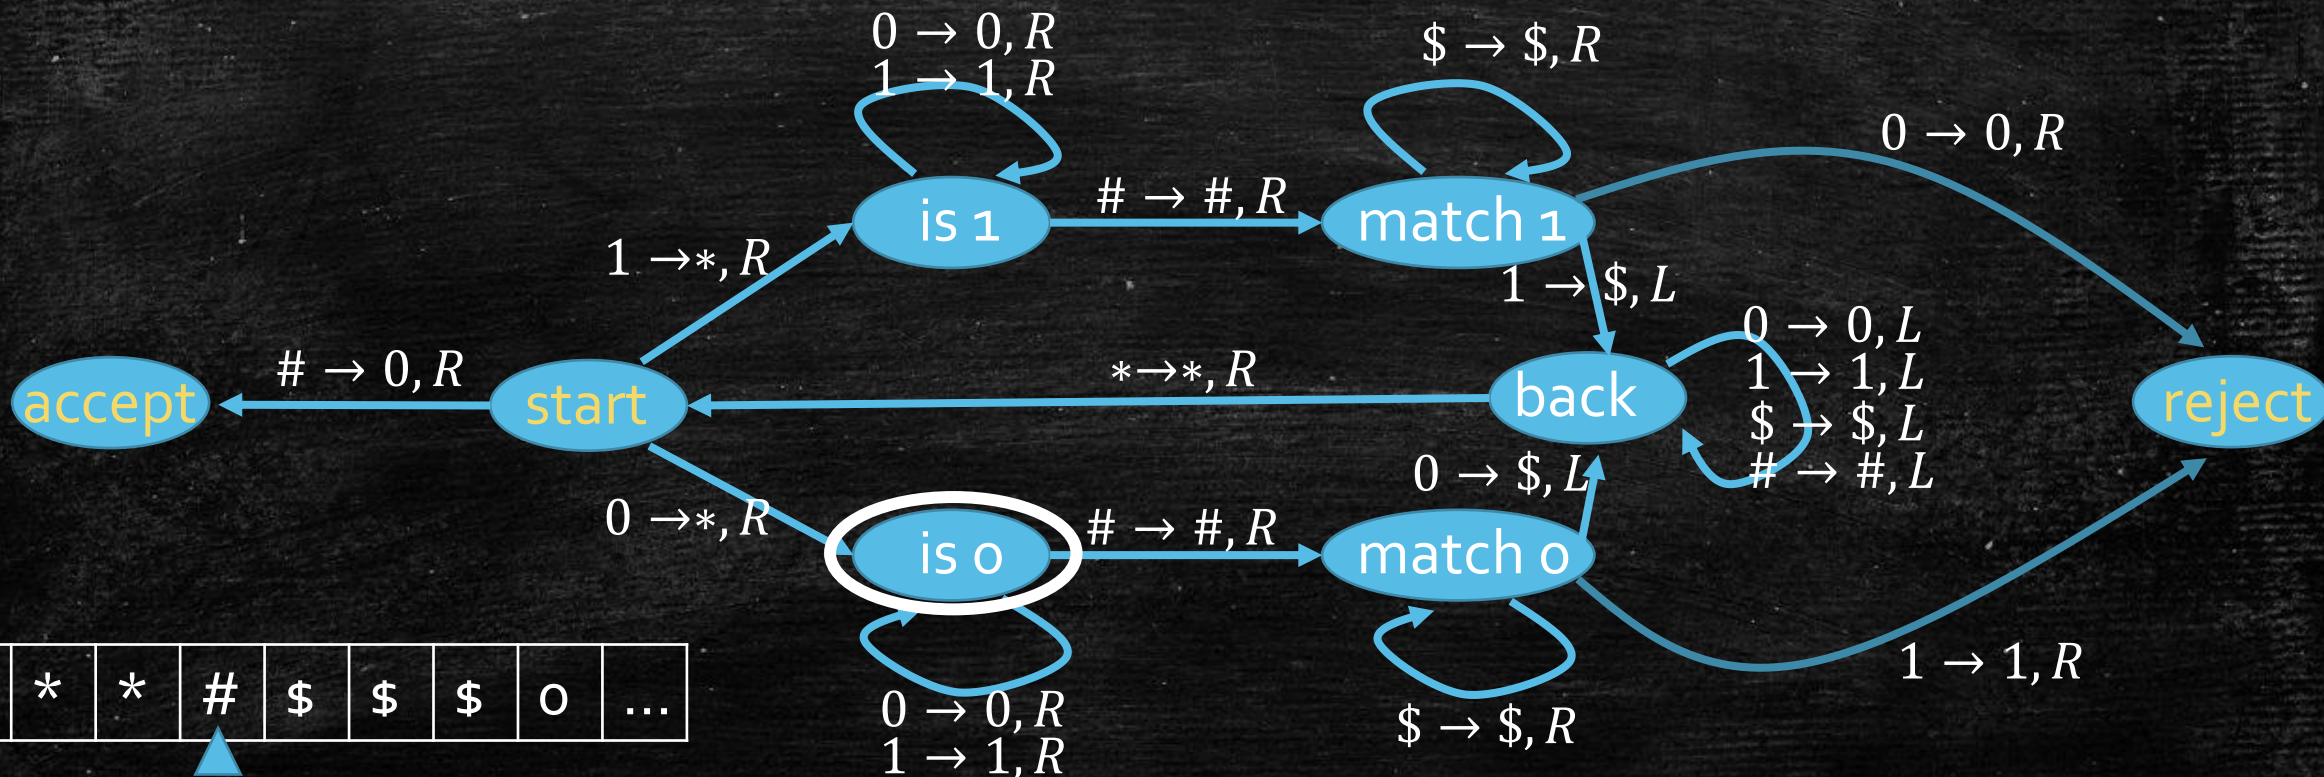 0 → 0, R
1 → 1, R
$ → $, R
0 → 0, R
is 1
# → #, R
match 1
1 →*, R
1 → $, L
0 → 0, L
1 → 1, L
$ → $, L
# → #, L
accept
# → 0, R
start
*→*, R
back
reject
0 → $, L
0 →*, R
is 0
# → #, R
match 0
1 → 1, R
* * # $ $ $ 0 ...
0 → 0, R
1 → 1, R
$ → $, R